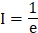 I = 1/e